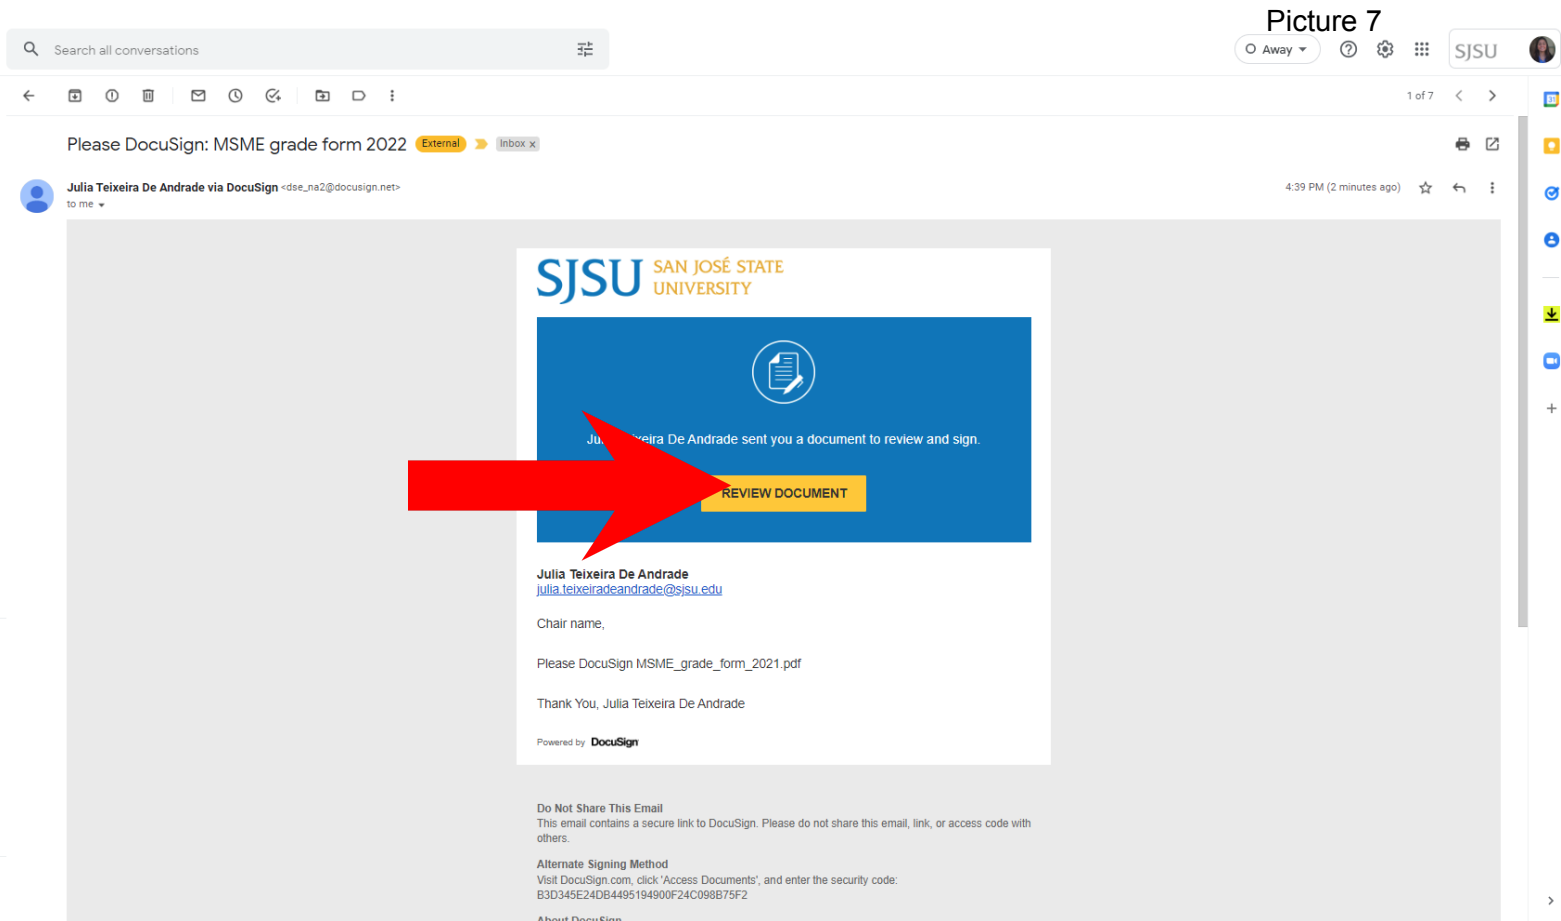 Picture 7
Search all conversations
Away
SJSU
1 of 7
Please DocuSign: MSME grade form 2022 External Inbox x
Julia Teixeira De Andrade via DocuSign <dse_na2@docusign.net>
4:39 PM (2 minutes ago)
to me
SJSU SAN JOSÉ STATE
UNIVERSITY
De Andrade sent you a document to review and sign.
REVIEW DOCUMENT
Julia Teixeira De Andrade
julia.teixeiradeandrade@sjsu.edu
Chair name,
Please DocuSign MSME_grade_form_2021.pdf
Thank You, Julia Teixeira De Andrade
Powered by DocuSign
Do Not Share This Email
This email contains a secure link to DocuSign. Please do not share this email, link, or access code with
others.
Alternate Signing Method
Visit DocuSign.com, click 'Access Documents', and enter the security code:
B3D345E24DB4495194900F24C098B75F2
About DocuSign